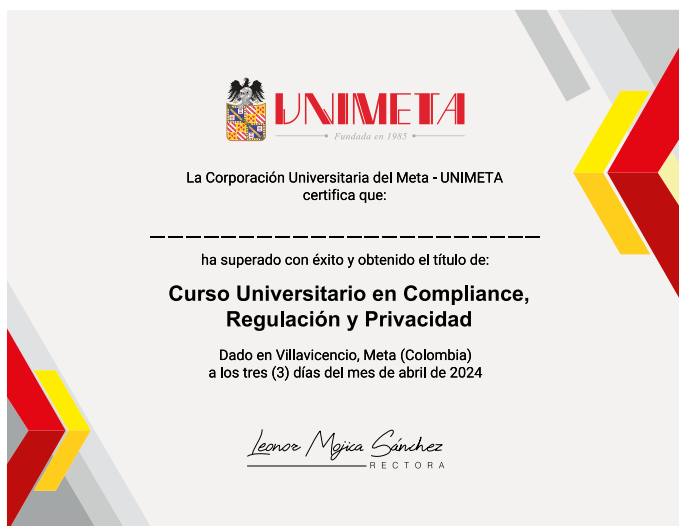 UNIMETA
Fundada en 1985
La Corporación Universitaria del Meta - UNIMETA
certifica que:
ha superado con éxito y obtenido el título de:
Curso Universitario en Compliance,
Regulación y Privacidad
Dado en Villavicencio, Meta (Colombia)
a los tres (3) días del mes de abril de 2024
Leonor Mojica Sánchez
RECTORA